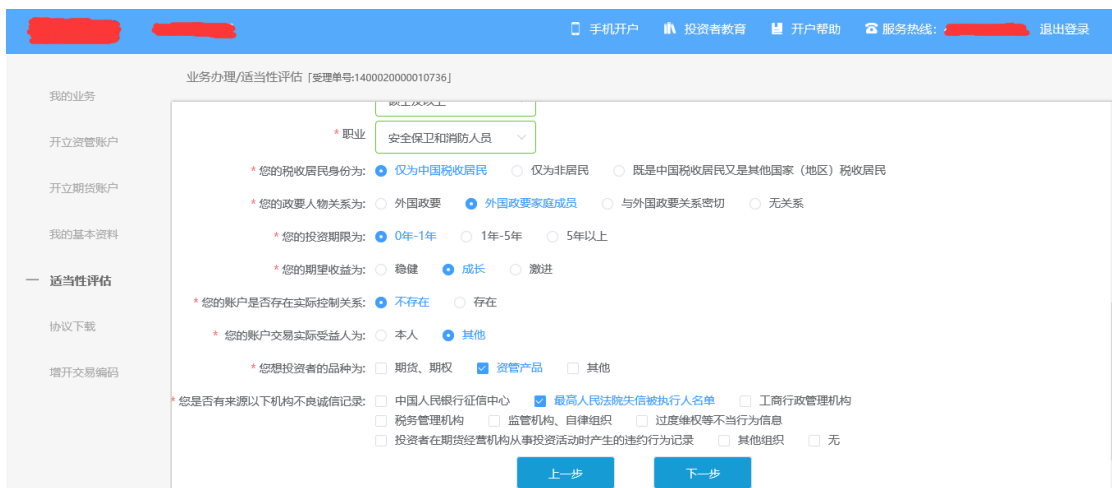 手机开户 投资者教育 开户帮助 服务热线: 退出登录
业务办理/适当性评估「受理单号:1400020000010736」
我的业务
开立资管账户
开立期货账户
我的基本资料
适当性评估
协议下载
增开交易编码
硕士及以上
* 职业 安全保卫和消防人员
* 您的税收居民身份为: 仅为中国税收居民 仅为非居民 既是中国税收居民又是其他国家(地区)税收居民
* 您的政要人物关系为: 外国政要 外国政要家庭成员 与外国政要关系密切 无关系
* 您的投资期限为: 0年-1年 1年-5年 5年以上
* 您的期望收益为: 稳健 成长 激进
* 您的账户是否存在实际控制关系: 不存在 存在
* 您的账户交易实际受益人为: 本人 其他
* 您想投资者的品种为: 期货、期权 资管产品 其他
* 您是否有来源以下机构不良诚信记录: 中国人民银行征信中心 最高人民法院失信被执行人名单 工商行政管理机构
税务管理机构 监管机构、自律组织 过度维权等不当行为信息
投资者在期货经营机构从事投资活动时产生的违约行为记录 其他组织 无
上一步 下一步